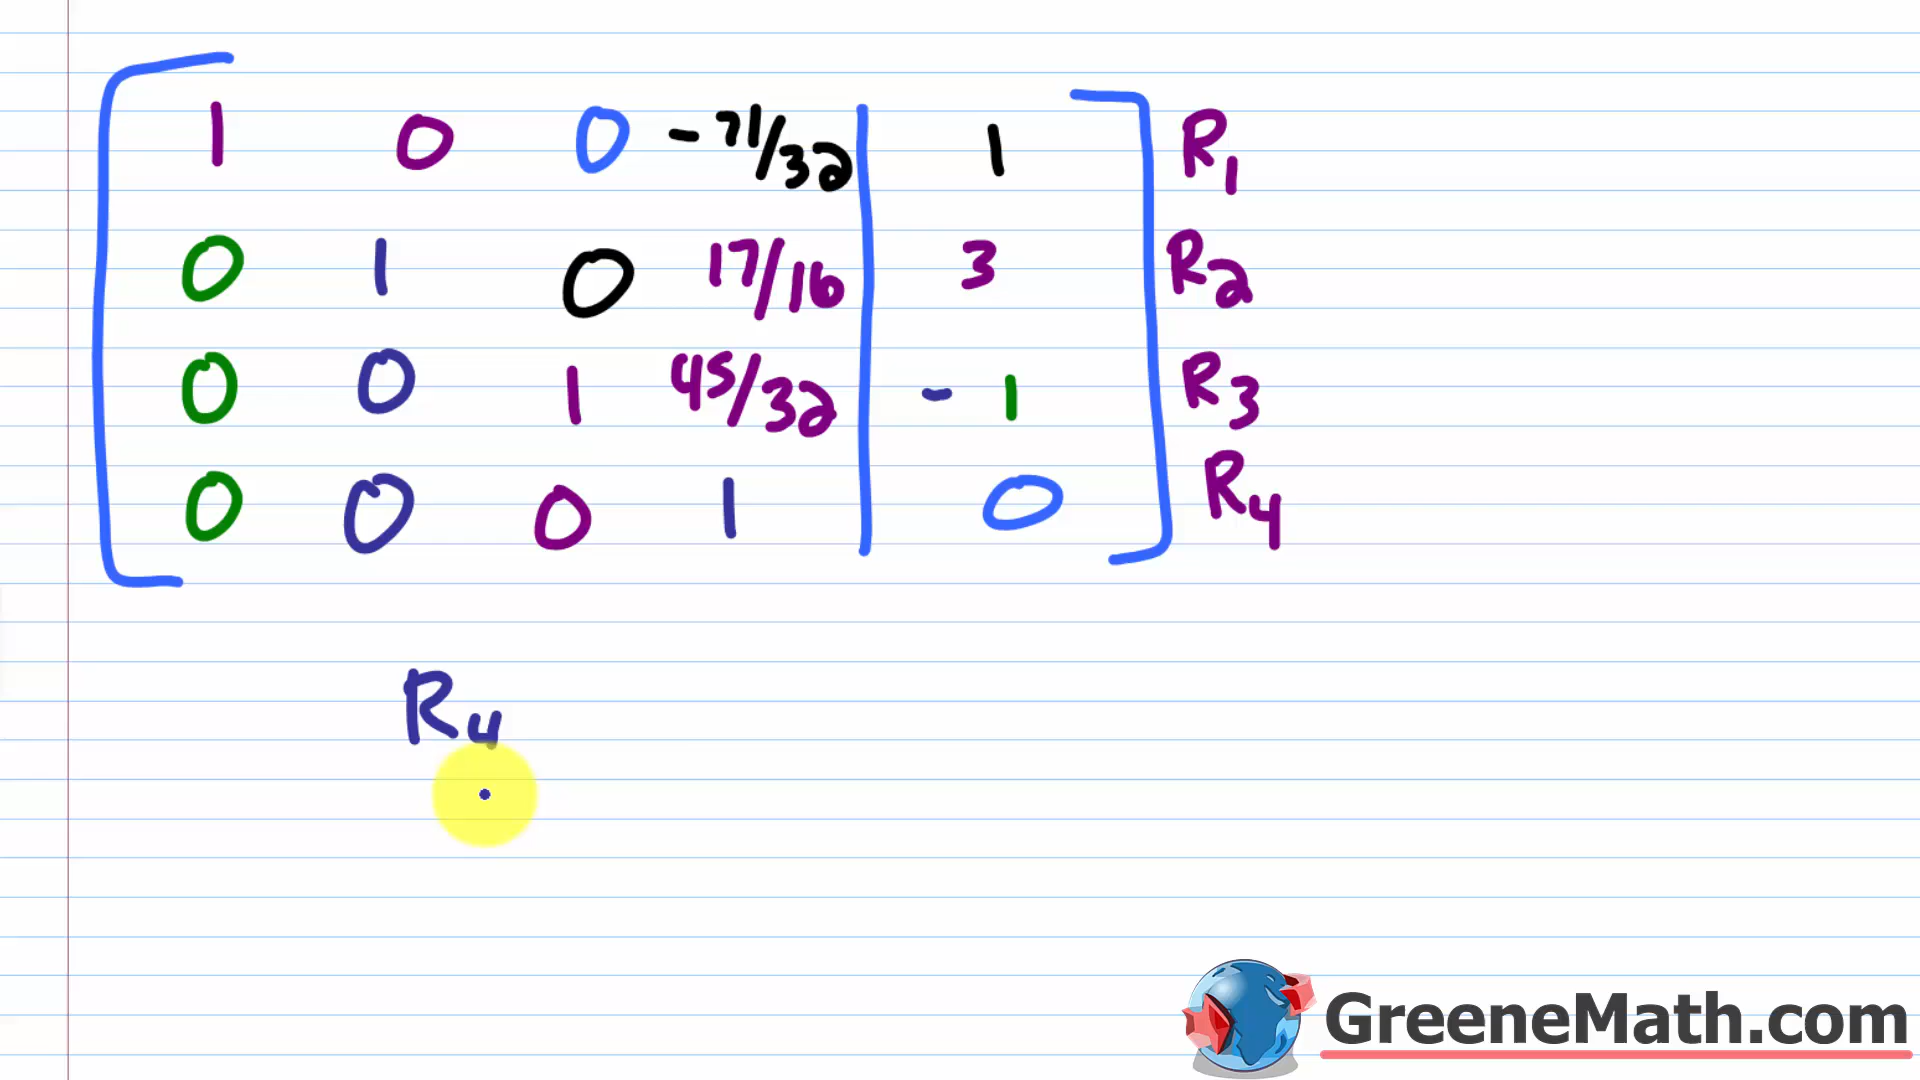 1 0 0 -71/32 1 R1
0 1 0 17/16 3 R2
0 0 1 45/32 -1 R3
0 0 0 1 0 R4
R4
GreeneMath.com